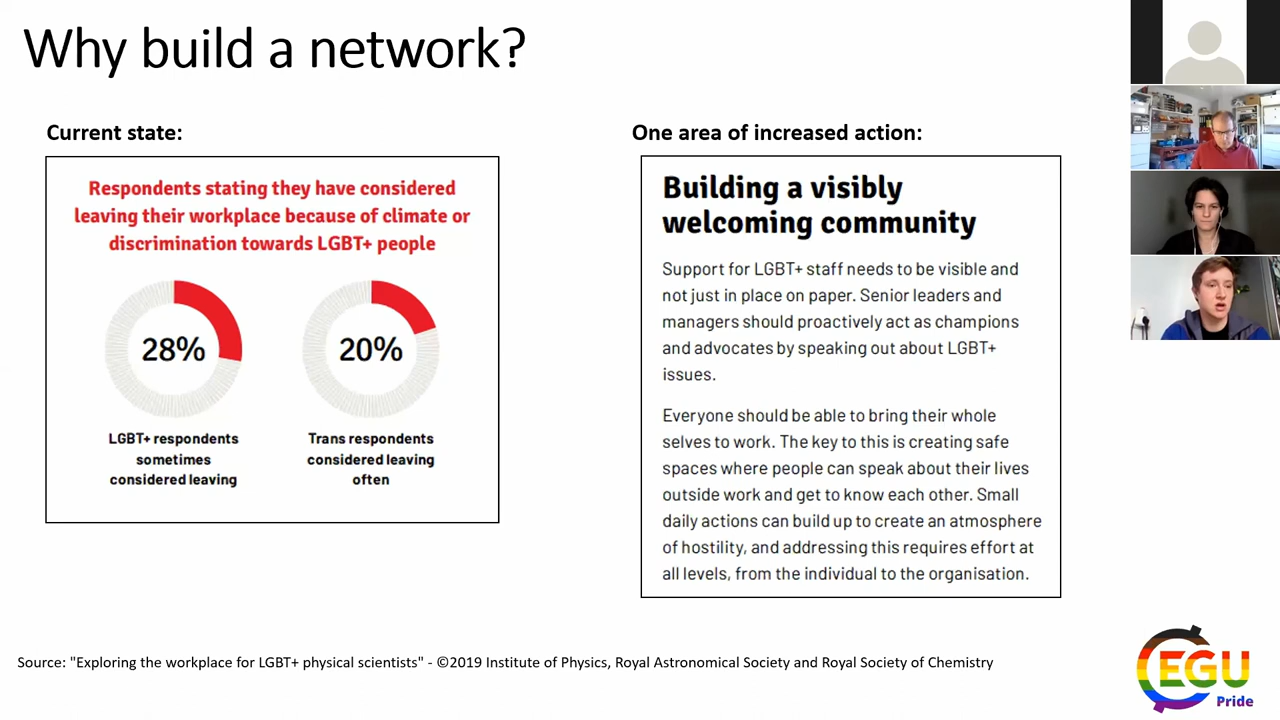 Why build a network?
Current state:
Respondents stating they have considered
leaving their workplace because of climate or
discrimination towards LGBT+ people
28%
20%
LGBT+ respondents
sometimes
considered leaving
Trans respondents
considered leaving
often
One area of increased action:
Building a visibly
welcoming community
Support for LGBT+ staff needs to be visible and
not just in place on paper. Senior leaders and
managers should proactively act as champions
and advocates by speaking out about LGBT+
issues.
Everyone should be able to bring their whole
selves to work. The key to this is creating safe
spaces where people can speak about their lives
outside work and get to know each other. Small
daily actions can build up to create an atmosphere
of hostility, and addressing this requires effort at
all levels, from the individual to the organisation.
Source: "Exploring the workplace for LGBT+ physical scientists" - ©2019 Institute of Physics, Royal Astronomical Society and Royal Society of Chemistry
EGU
Pride